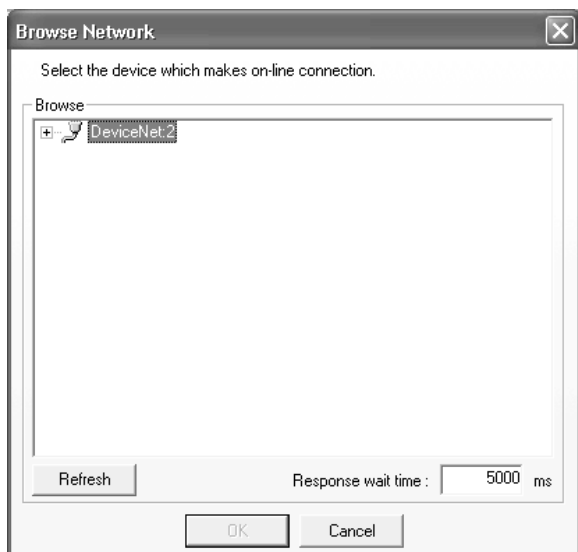 Browse Network
Select the device which makes on-line connection.
Browse
DeviceNet:2
Refresh
Response wait time : 5000 ms
OK Cancel